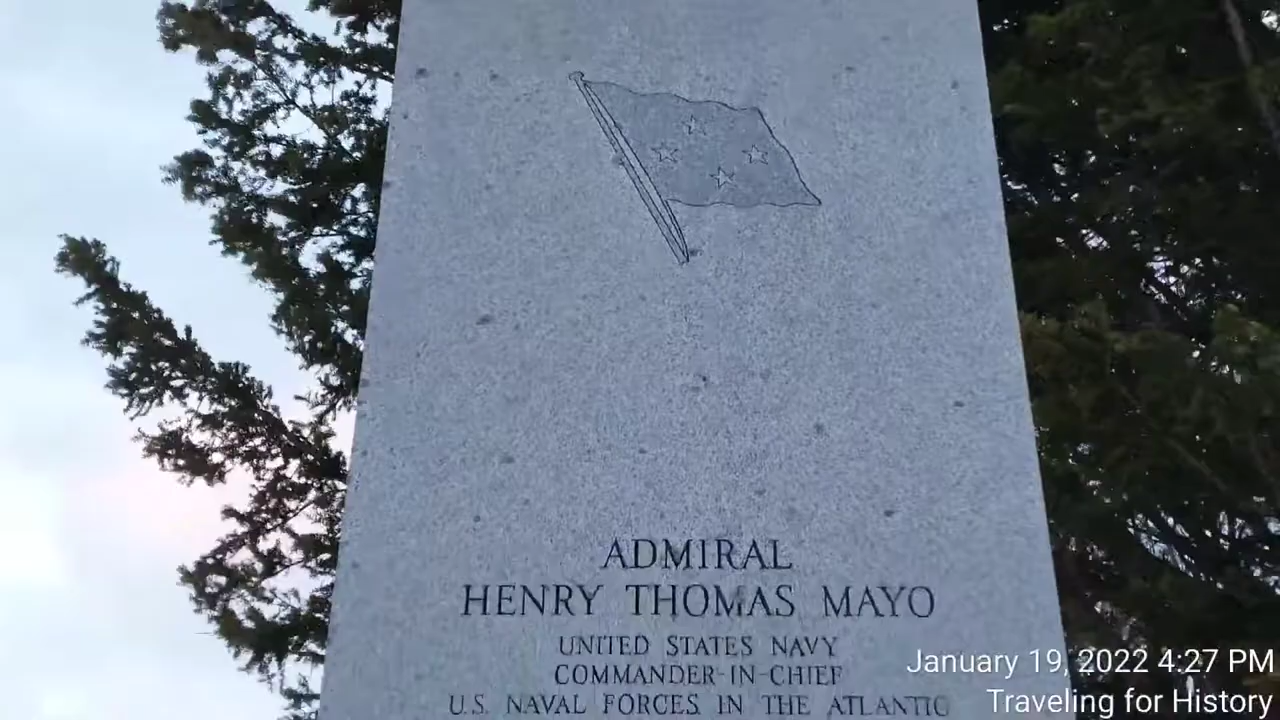 ADMIRAL
HENRY THOMAS MAYO
UNITED STATES NAVY
COMMANDER-IN-CHIEF
U.S. NAVAL FORCES IN THE ATLANTIC
January 19, 2022 4:27 PM
Traveling for History